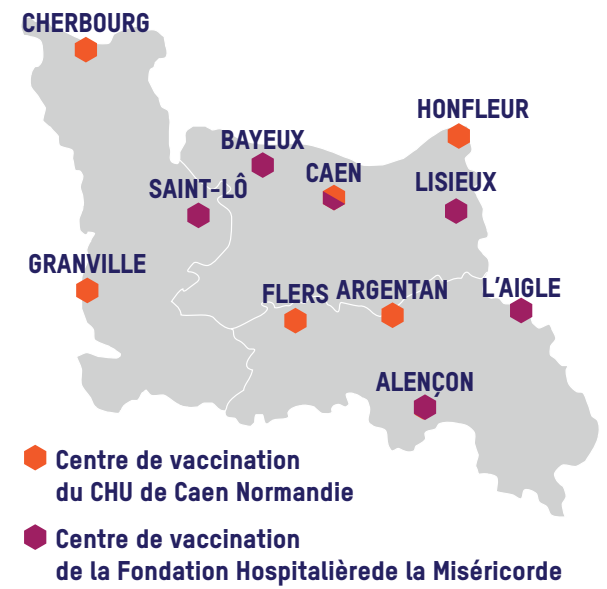 CHERBOURG
HONFLEUR
BAYEUX
CAEN
LISIEUX
SAINT-LÔ
GRANVILLE
FLERS
ARGENTAN
L'AIGLE
ALENÇON
Centre de vaccination
du CHU de Caen Normandie
Centre de vaccination
de la Fondation Hospitalièrede la Miséricorde